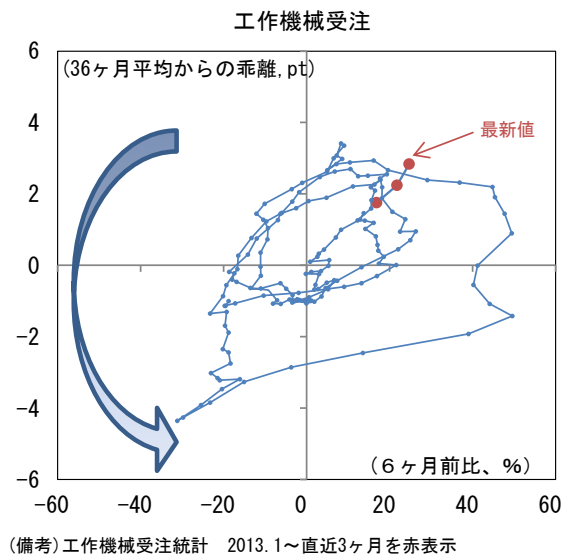 工作機械受注
(36ヶ月平均からの乖離,pt)
最新値
6
4
2
0
−2
−4
−6
(６ヶ月前比、％)
−60 −40 −20 0 20 40 60
(備考)工作機械受注統計　2013.1～直近3ヶ月を赤表示